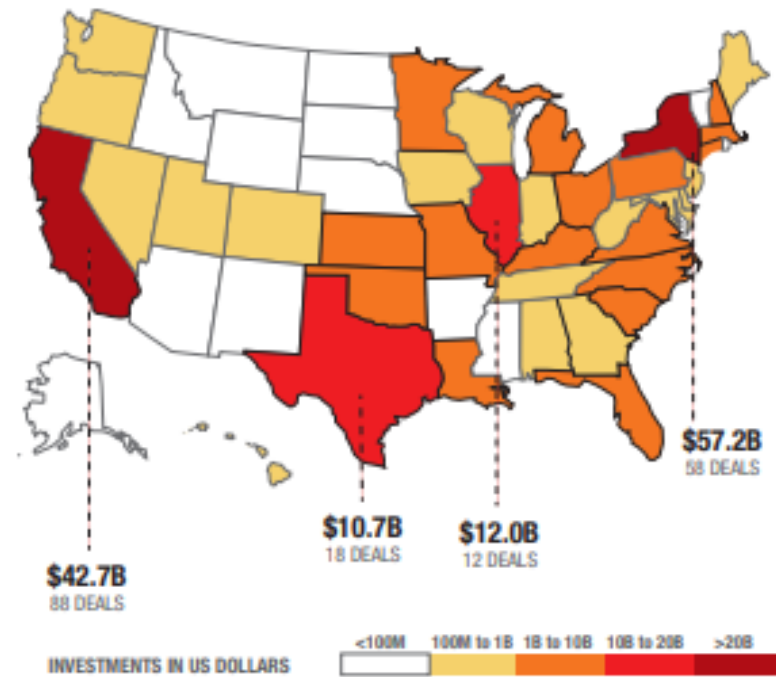 $57.2B
58 DEALS
$10.7B
18 DEALS
$12.0B
12 DEALS
$42.7B
88 DEALS
<100M 100M to 1B 1B to 10B 10B to 20B >20B
INVESTMENTS IN US DOLLARS